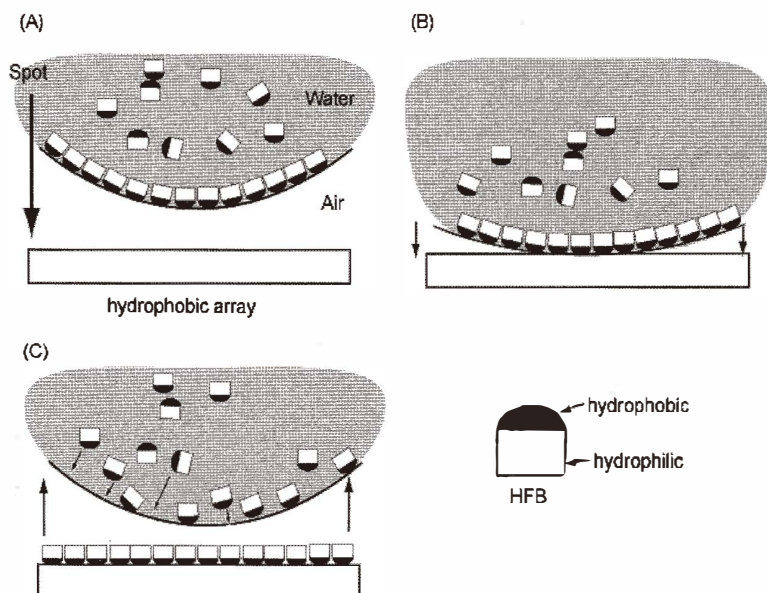 (A)
Spot
Water
Air
hydrophobic array
(B)
(C)
hydrophobic
hydrophilic
HFB